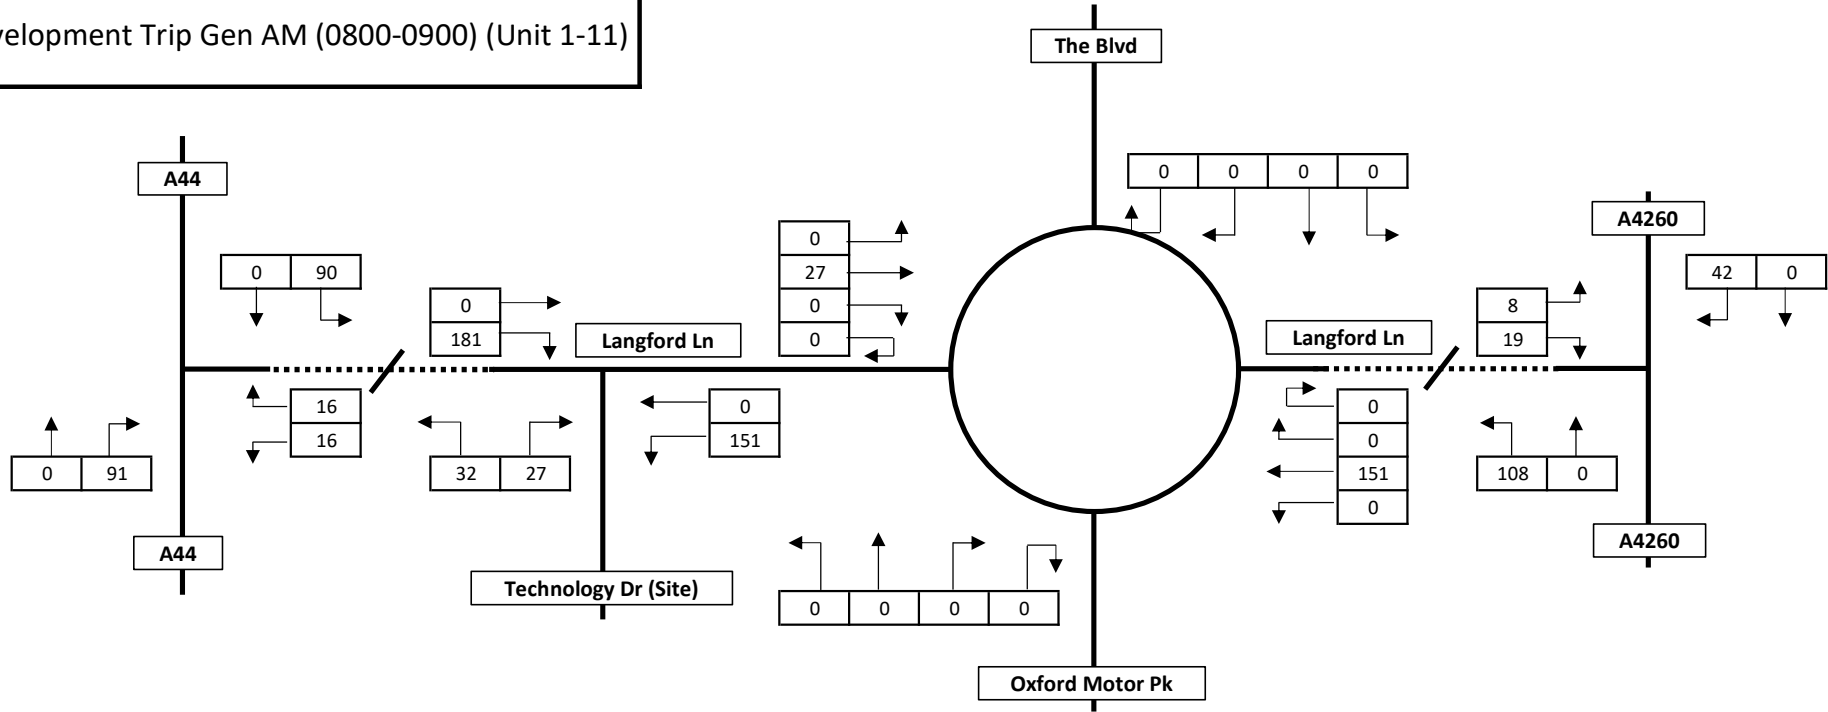 Trip Gen AM (0800-0900) (Unit 1-11)
The Blvd
A44
0 0 0 0
A4260
0
0 90
27
42 0
0
0
8
181
Langford Ln
0
Langford Ln
19
16
0
0
16
151
0
0 91
32 27
151
108 0
0
A44
A4260
Technology Dr (Site)
0 0 0 0
Oxford Motor Pk